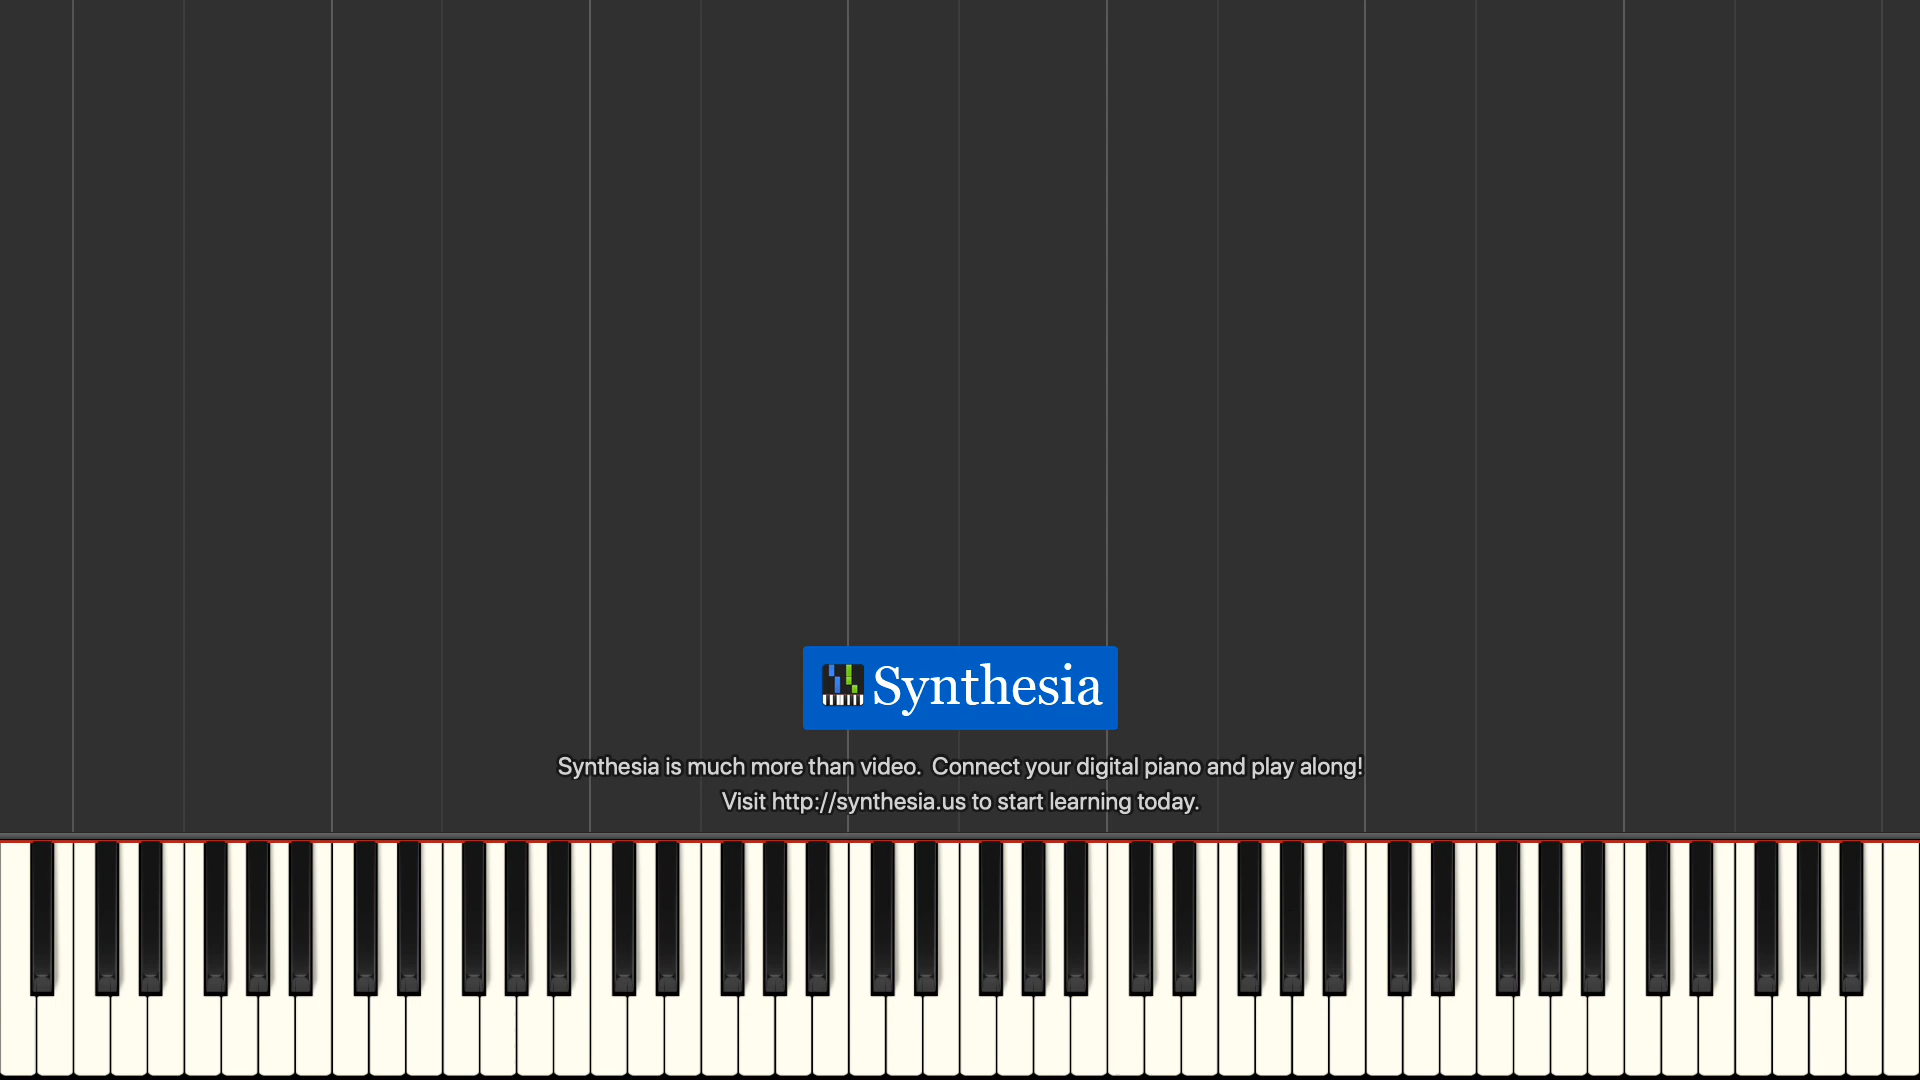 Synthesia
Synthesia is much more than video.  Connect your digital piano and play along!
Visit http://synthesia.us to start learning today.